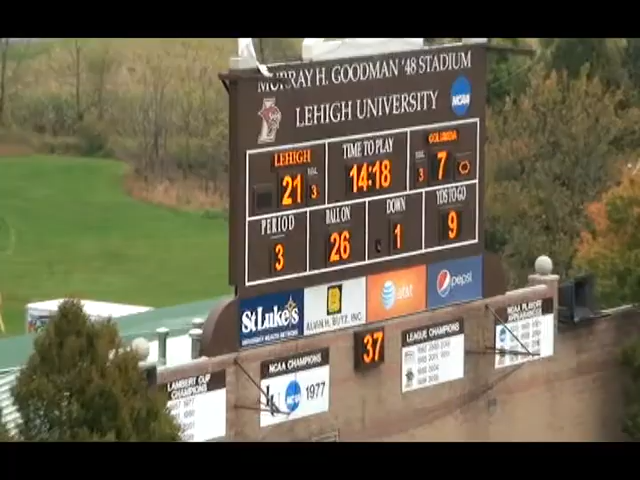 MURRAY H. GOODMAN '48 STADIUM
LEHIGH UNIVERSITY
NCAA
LEHIGH
TIME TO PLAY
COLUMBIA
21
3
14:18
3
7
PERIOD
BALL ON
DOWN
YDS TO GO
3
26
1
9
St Luke's
ALVAN H. BUTZ, INC.
at&t
pepsi
37
LAMBERT CUP
CHAMPIONS
NCAA CHAMPIONS
1977
LEAGUE CHAMPIONS
NCAA PLAYOFF
APPEARANCES